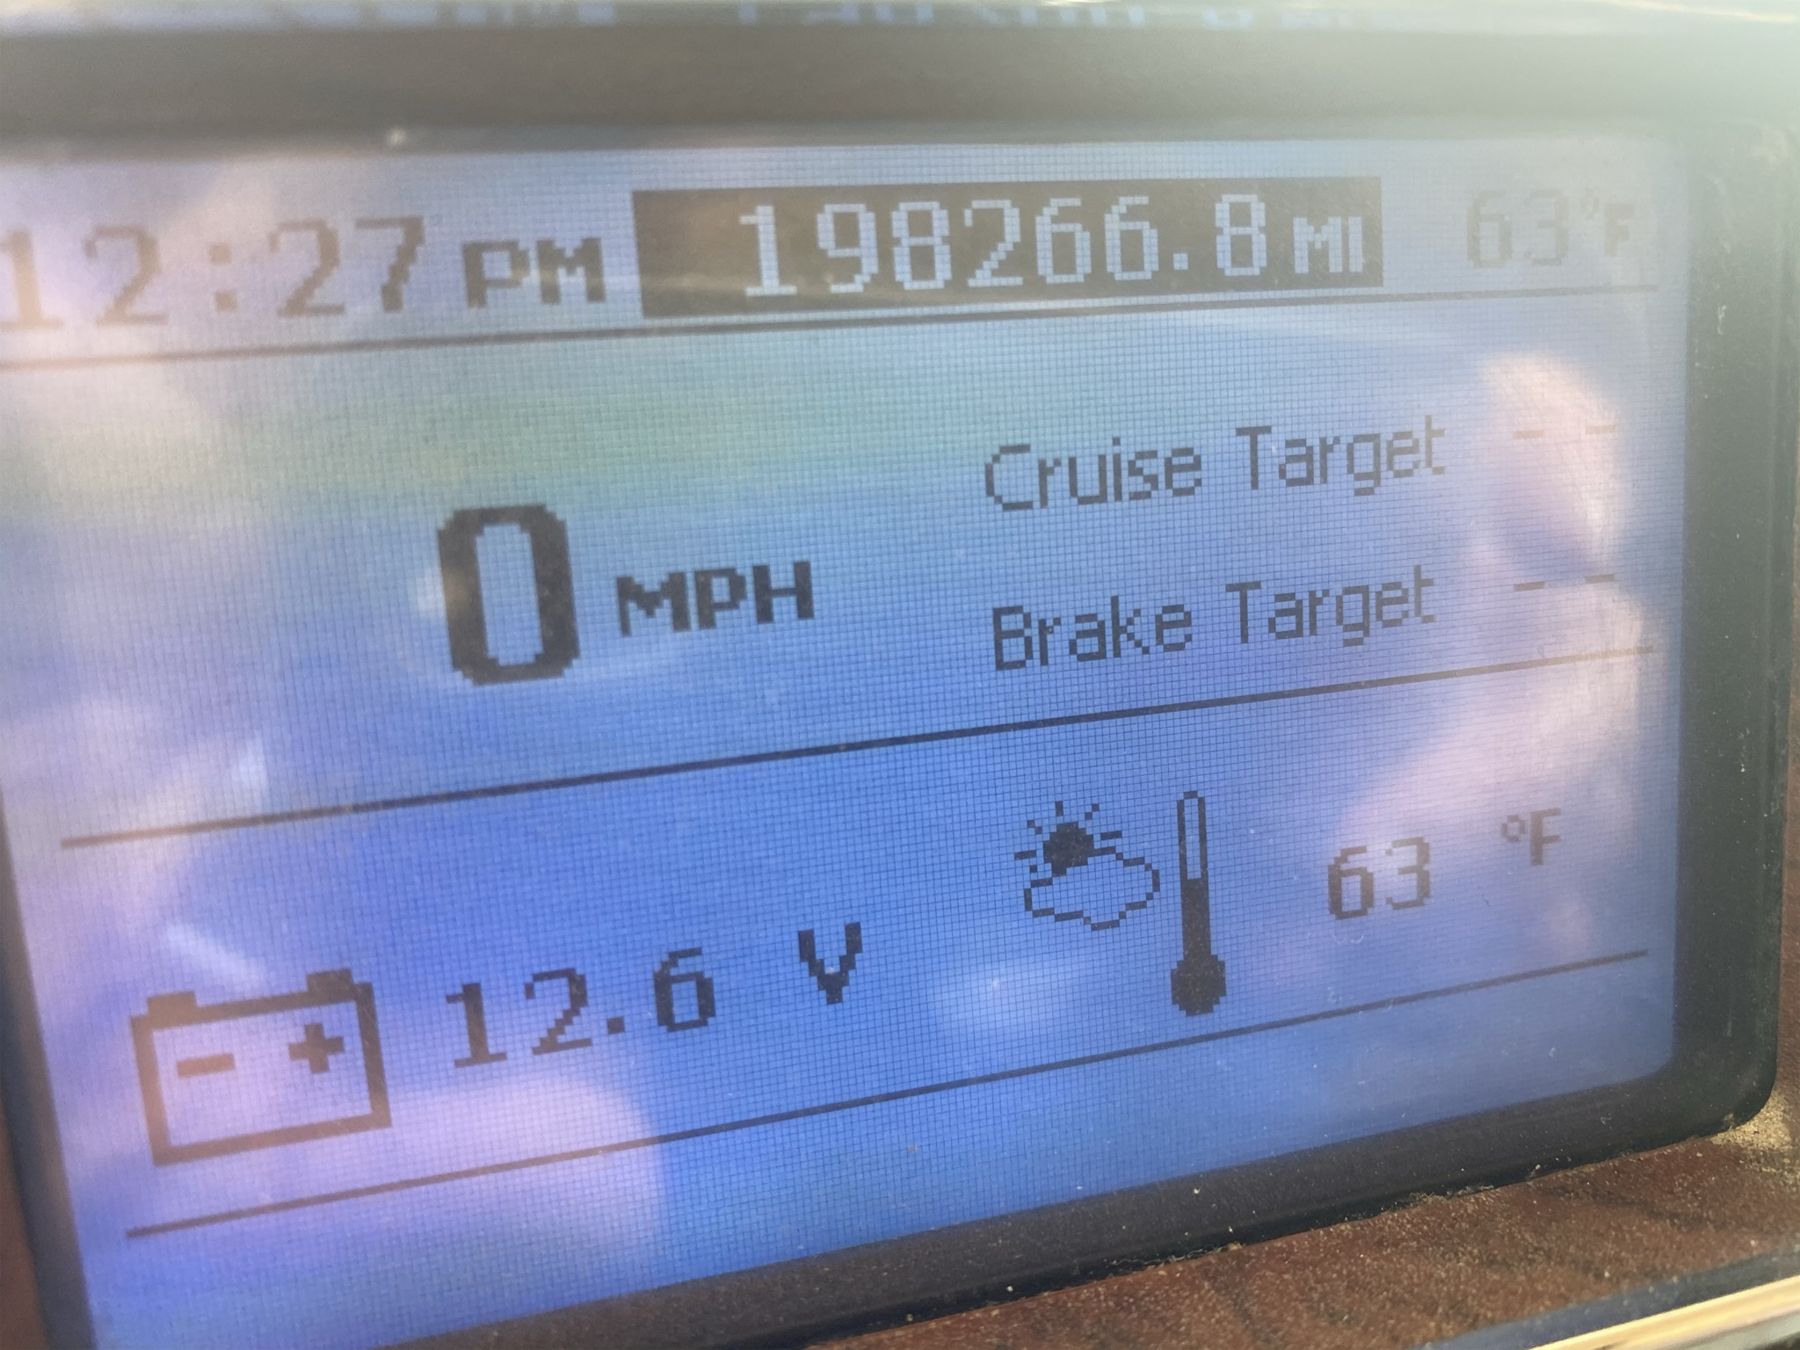 12:27 PM 198266.8 MI 63°F
Cruise Target --
0 MPH
Brake Target --
12.6 V 63 °F